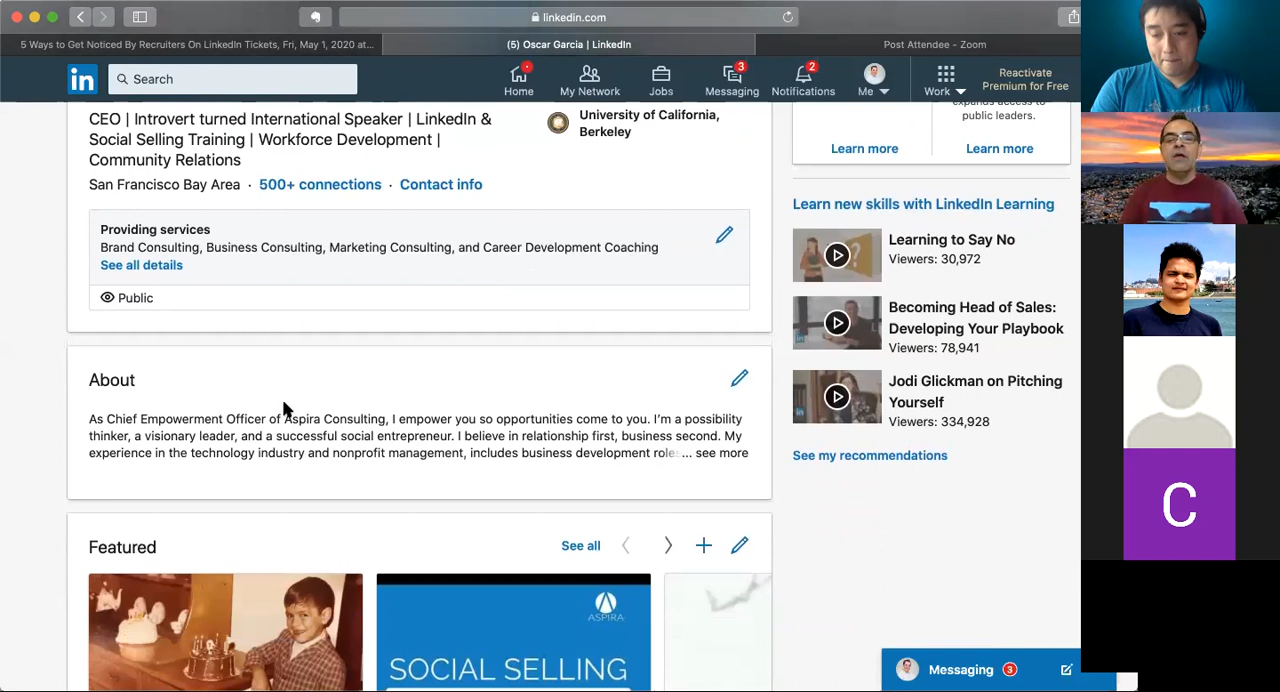 linkedin.com
5 Ways to Get Noticed By Recruiters On LinkedIn Tickets, Fri, May 1, 2020 at...
(5) Oscar Garcia | LinkedIn
Post Attendee - Zoom
in
Search
Home
My Network
Jobs
3
Messaging
2
Notifications
Me
Work
Reactivate
Premium for Free
CEO | Introvert turned International Speaker | LinkedIn &
Social Selling Training | Workforce Development |
Community Relations
University of California,
Berkeley
San Francisco Bay Area · 500+ connections · Contact info
Providing services
Brand Consulting, Business Consulting, Marketing Consulting, and Career Development Coaching
See all details
Public
About
As Chief Empowerment Officer of Aspira Consulting, I empower you so opportunities come to you. I'm a possibility
thinker, a visionary leader, and a successful social entrepreneur. I believe in relationship first, business second. My
experience in the technology industry and nonprofit management, includes business development roles... see more
Featured
See all
ASPIRA
SOCIAL SELLING
expands access to
public leaders.
Learn more
Learn more
Learn new skills with LinkedIn Learning
Learning to Say No
Viewers: 30,972
Becoming Head of Sales:
Developing Your Playbook
Viewers: 78,941
Jodi Glickman on Pitching
Yourself
Viewers: 334,928
See my recommendations
Messaging 3
C